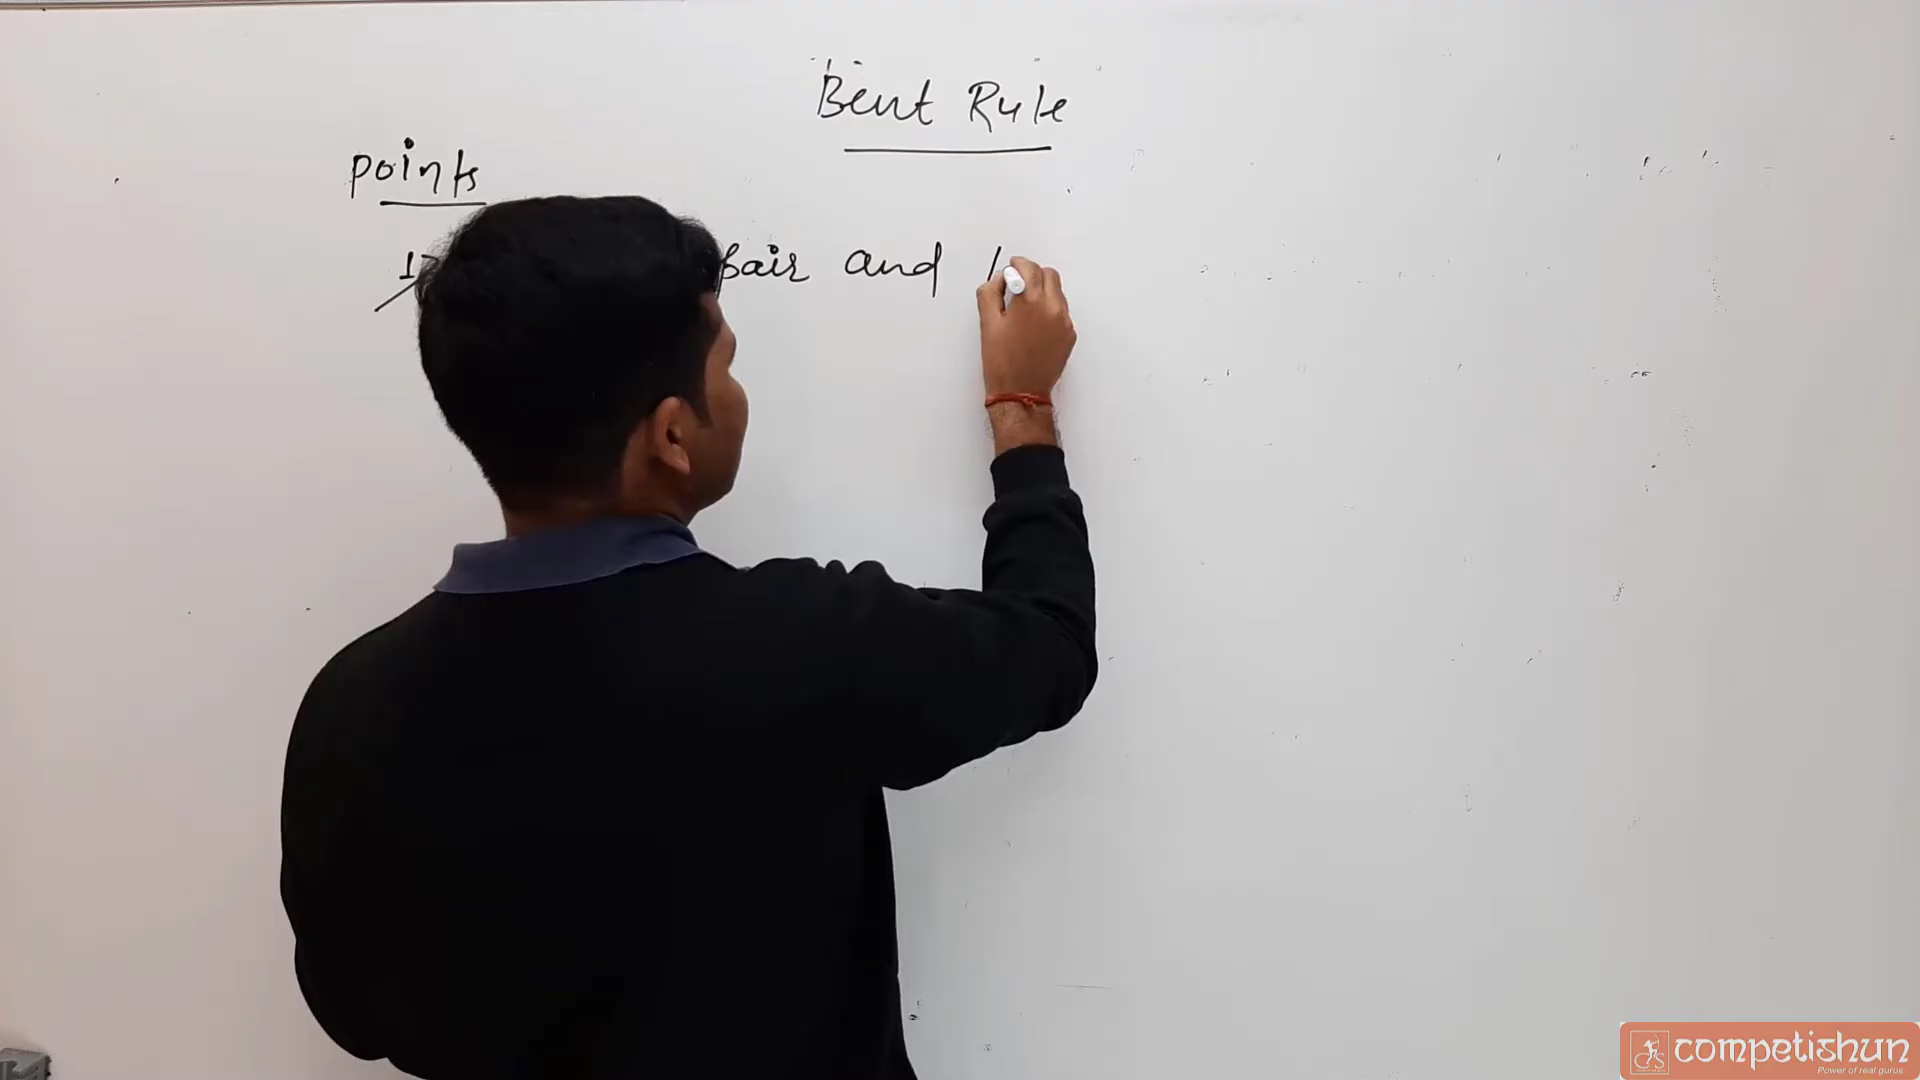 Bent Rule
points
1) pair and
competishun
Power of real gurus